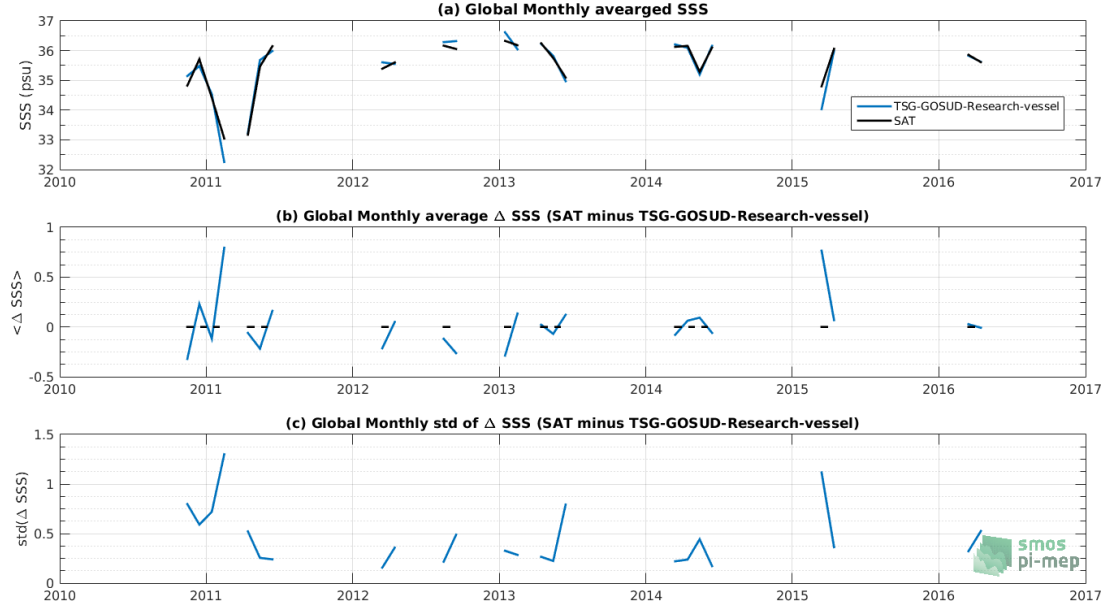 (a) Global Monthly avearged SSS
37
36
35
34
33
32
SSS (psu)
TSG-GOSUD-Research-vessel
SAT
2010 2011 2012 2013 2014 2015 2016 2017
(b) Global Monthly average Δ SSS (SAT minus TSG-GOSUD-Research-vessel)
1
0.5
0
-0.5
<Δ SSS>
2010 2011 2012 2013 2014 2015 2016 2017
(c) Global Monthly std of Δ SSS (SAT minus TSG-GOSUD-Research-vessel)
1.5
1
0.5
0
std(Δ SSS)
smos
pi-mep
2010 2011 2012 2013 2014 2015 2016 2017